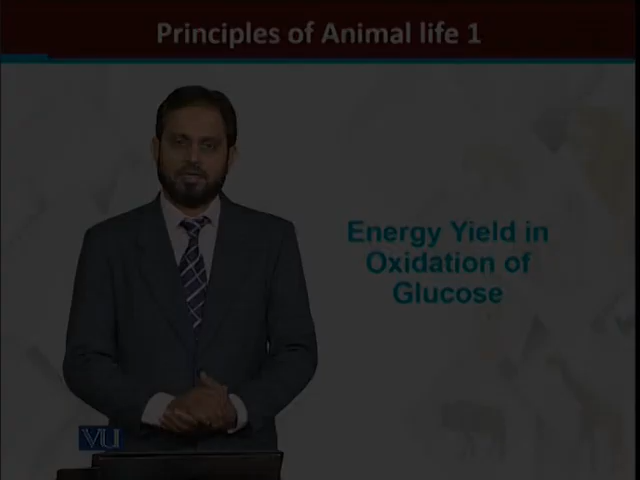 Principles of Animal life 1
Energy Yield in
Oxidation of
Glucose
VU